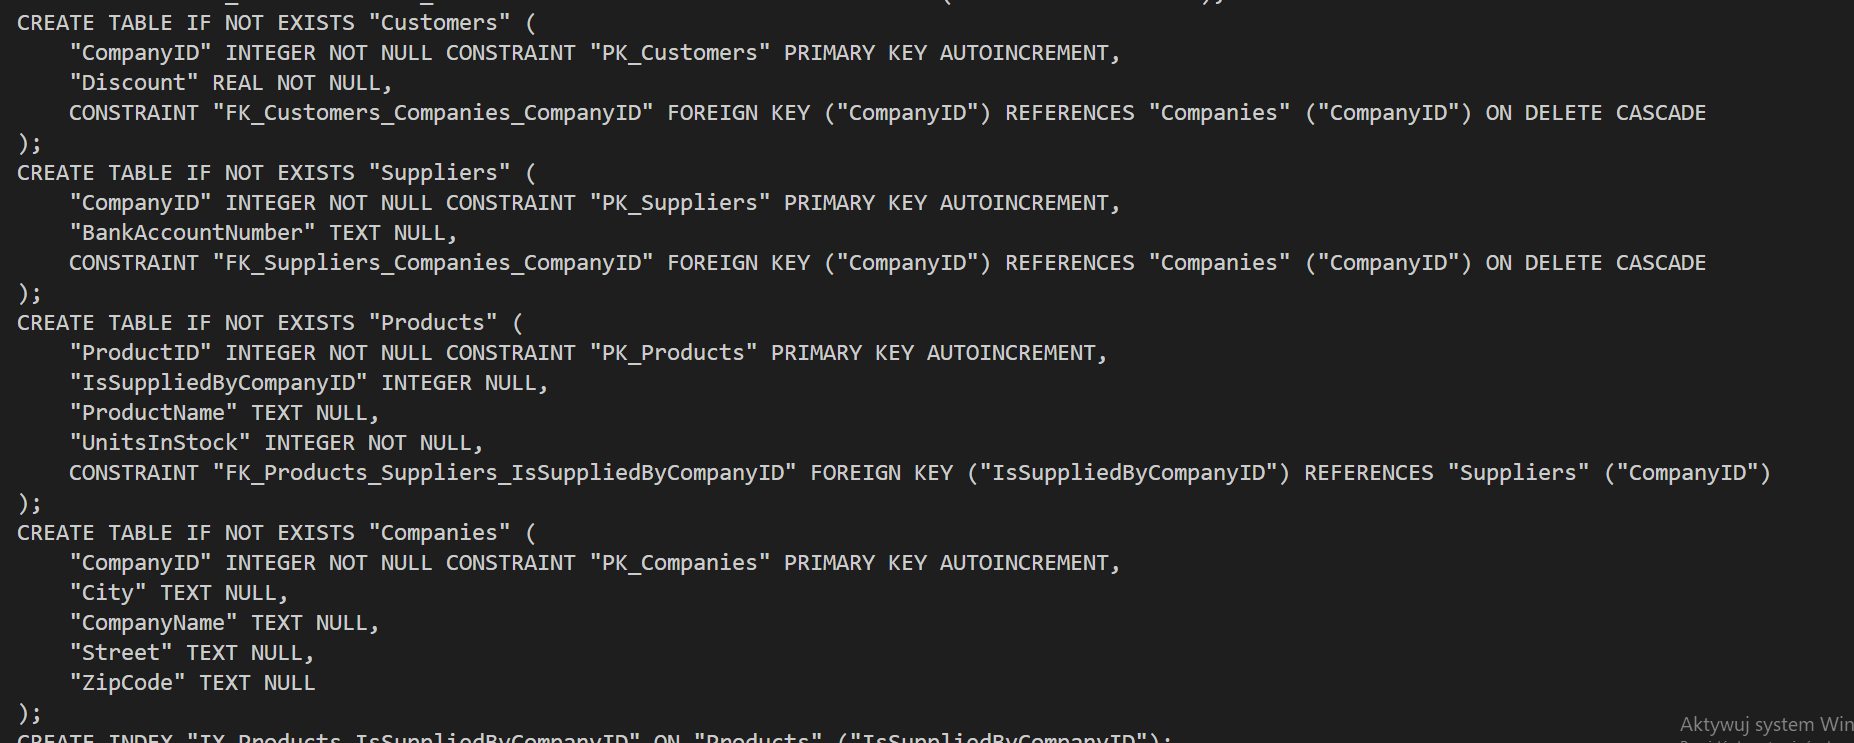 CREATE TABLE IF NOT EXISTS "Customers" (
    "CompanyID" INTEGER NOT NULL CONSTRAINT "PK_Customers" PRIMARY KEY AUTOINCREMENT,
    "Discount" REAL NOT NULL,
    CONSTRAINT "FK_Customers_Companies_CompanyID" FOREIGN KEY ("CompanyID") REFERENCES "Companies" ("CompanyID") ON DELETE CASCADE
);
CREATE TABLE IF NOT EXISTS "Suppliers" (
    "CompanyID" INTEGER NOT NULL CONSTRAINT "PK_Suppliers" PRIMARY KEY AUTOINCREMENT,
    "BankAccountNumber" TEXT NULL,
    CONSTRAINT "FK_Suppliers_Companies_CompanyID" FOREIGN KEY ("CompanyID") REFERENCES "Companies" ("CompanyID") ON DELETE CASCADE
);
CREATE TABLE IF NOT EXISTS "Products" (
    "ProductID" INTEGER NOT NULL CONSTRAINT "PK_Products" PRIMARY KEY AUTOINCREMENT,
    "IsSuppliedByCompanyID" INTEGER NULL,
    "ProductName" TEXT NULL,
    "UnitsInStock" INTEGER NOT NULL,
    CONSTRAINT "FK_Products_Suppliers_IsSuppliedByCompanyID" FOREIGN KEY ("IsSuppliedByCompanyID") REFERENCES "Suppliers" ("CompanyID")
);
CREATE TABLE IF NOT EXISTS "Companies" (
    "CompanyID" INTEGER NOT NULL CONSTRAINT "PK_Companies" PRIMARY KEY AUTOINCREMENT,
    "City" TEXT NULL,
    "CompanyName" TEXT NULL,
    "Street" TEXT NULL,
    "ZipCode" TEXT NULL
);
Aktywuj system Win
CREATE INDEX "IX_Products_IsSuppliedByCompanyID" ON "Products" ("IsSuppliedByCompanyID");